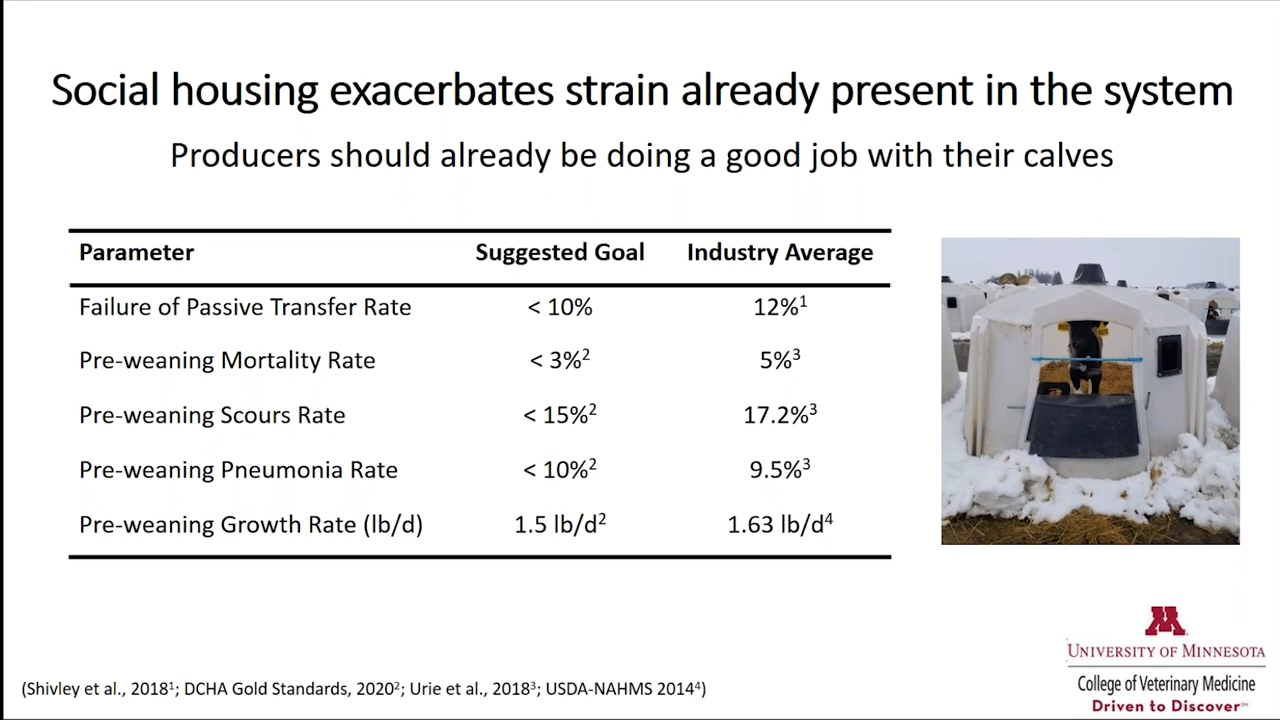 Social housing exacerbates strain already present in the system
Producers should already be doing a good job with their calves
Parameter Suggested Goal Industry Average
Failure of Passive Transfer Rate < 10% 12%¹
Pre-weaning Mortality Rate < 3%² 5%³
Pre-weaning Scours Rate < 15%² 17.2%³
Pre-weaning Pneumonia Rate < 10%² 9.5%³
Pre-weaning Growth Rate (lb/d) 1.5 lb/d² 1.63 lb/d⁴
M
UNIVERSITY OF MINNESOTA
College of Veterinary Medicine
Driven to Discover℠
(Shivley et al., 2018¹; DCHA Gold Standards, 2020²; Urie et al., 2018³; USDA-NAHMS 2014⁴)